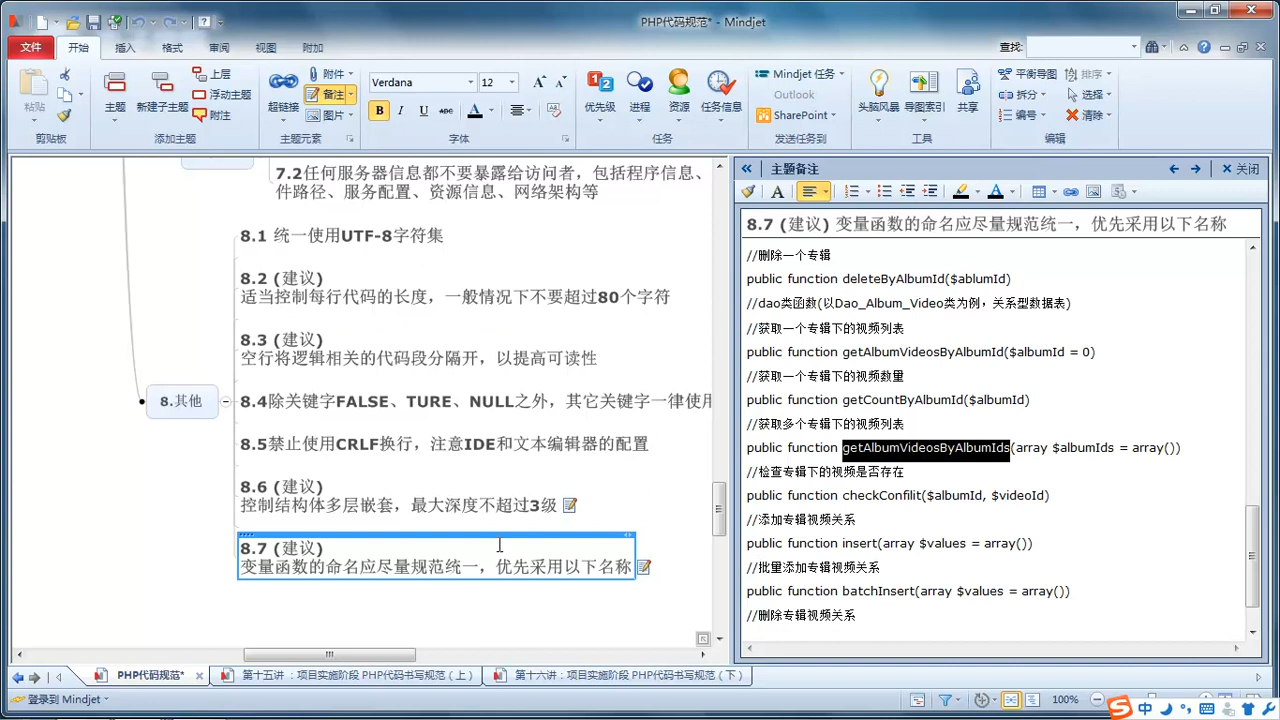 PHP代码规范* - Mindjet
文件 开始 插入 格式 审阅 视图 附加 查找:
粘贴 主题 新建子主题 上层 浮动主题 附注 超链接 附件 备注 图片 Verdana 12 优先级 进程 资源 任务信息 Mindjet 任务 Outlook SharePoint 头脑风暴 导图索引 共享 平衡导图 拆分 编号 排序 选择 清除
剪贴板 添加主题 主题元素 字体 任务 发送任务到 工具 编辑
7.2任何服务器信息都不要暴露给访问者，包括程序信息、
件路径、服务配置、资源信息、网络架构等
8.其他
8.1 统一使用UTF-8字符集
8.2 (建议)
适当控制每行代码的长度，一般情况下不要超过80个字符
8.3 (建议)
空行将逻辑相关的代码段分隔开，以提高可读性
8.4除关键字FALSE、TURE、NULL之外，其它关键字一律使用
8.5禁止使用CRLF换行，注意IDE和文本编辑器的配置
8.6 (建议)
控制结构体多层嵌套，最大深度不超过3级
8.7 (建议)
变量函数的命名应尽量规范统一，优先采用以下名称
主题备注 关闭
8.7 (建议) 变量函数的命名应尽量规范统一，优先采用以下名称
//删除一个专辑
public function deleteByAlbumId($ablumId)
//dao类函数(以Dao_Album_Video类为例，关系型数据表)
//获取一个专辑下的视频列表
public function getAlbumVideosByAlbumId($albumId = 0)
//获取一个专辑下的视频数量
public function getCountByAlbumId($albumId)
//获取多个专辑下的视频列表
public function getAlbumVideosByAlbumIds(array $albumIds = array())
//检查专辑下的视频是否存在
public function checkConfilit($albumId, $videoId)
//添加专辑视频关系
public function insert(array $values = array())
//批量添加专辑视频关系
public function batchInsert(array $values = array())
//删除专辑视频关系
PHP代码规范* 第十五讲：项目实施阶段 PHP代码书写规范（上） 第十六讲：项目实施阶段 PHP代码书写规范（下）
登录到 Mindjet 100% 中